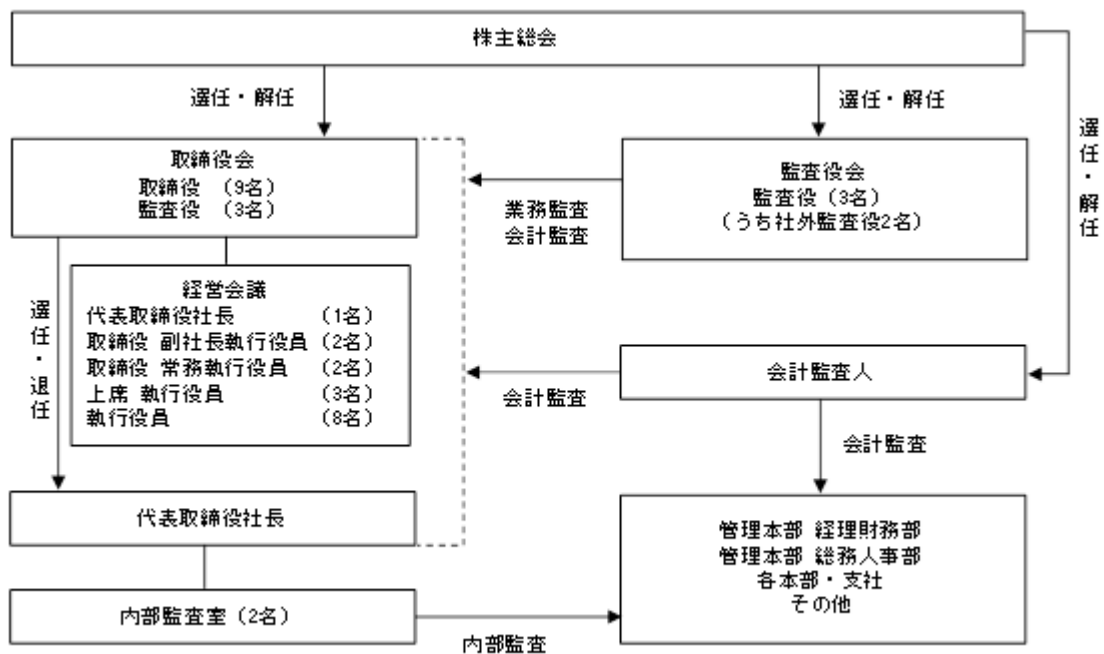 株主総会
選任・解任
選任・解任
選任・解任
取締役会
取締役 （9名）
監査役 （3名）
監査役会
監査役（3名）
（うち社外監査役2名）
業務監査
会計監査
経営会議
代表取締役社長 （1名）
取締役 副社長執行役員 （2名）
取締役 常務執行役員 （2名）
上席 執行役員 （3名）
執行役員 （8名）
選任・退任
会計監査人
会計監査
会計監査
代表取締役社長
管理本部 経理財務部
管理本部 総務人事部
各本部・支社
その他
内部監査室（2名）
内部監査